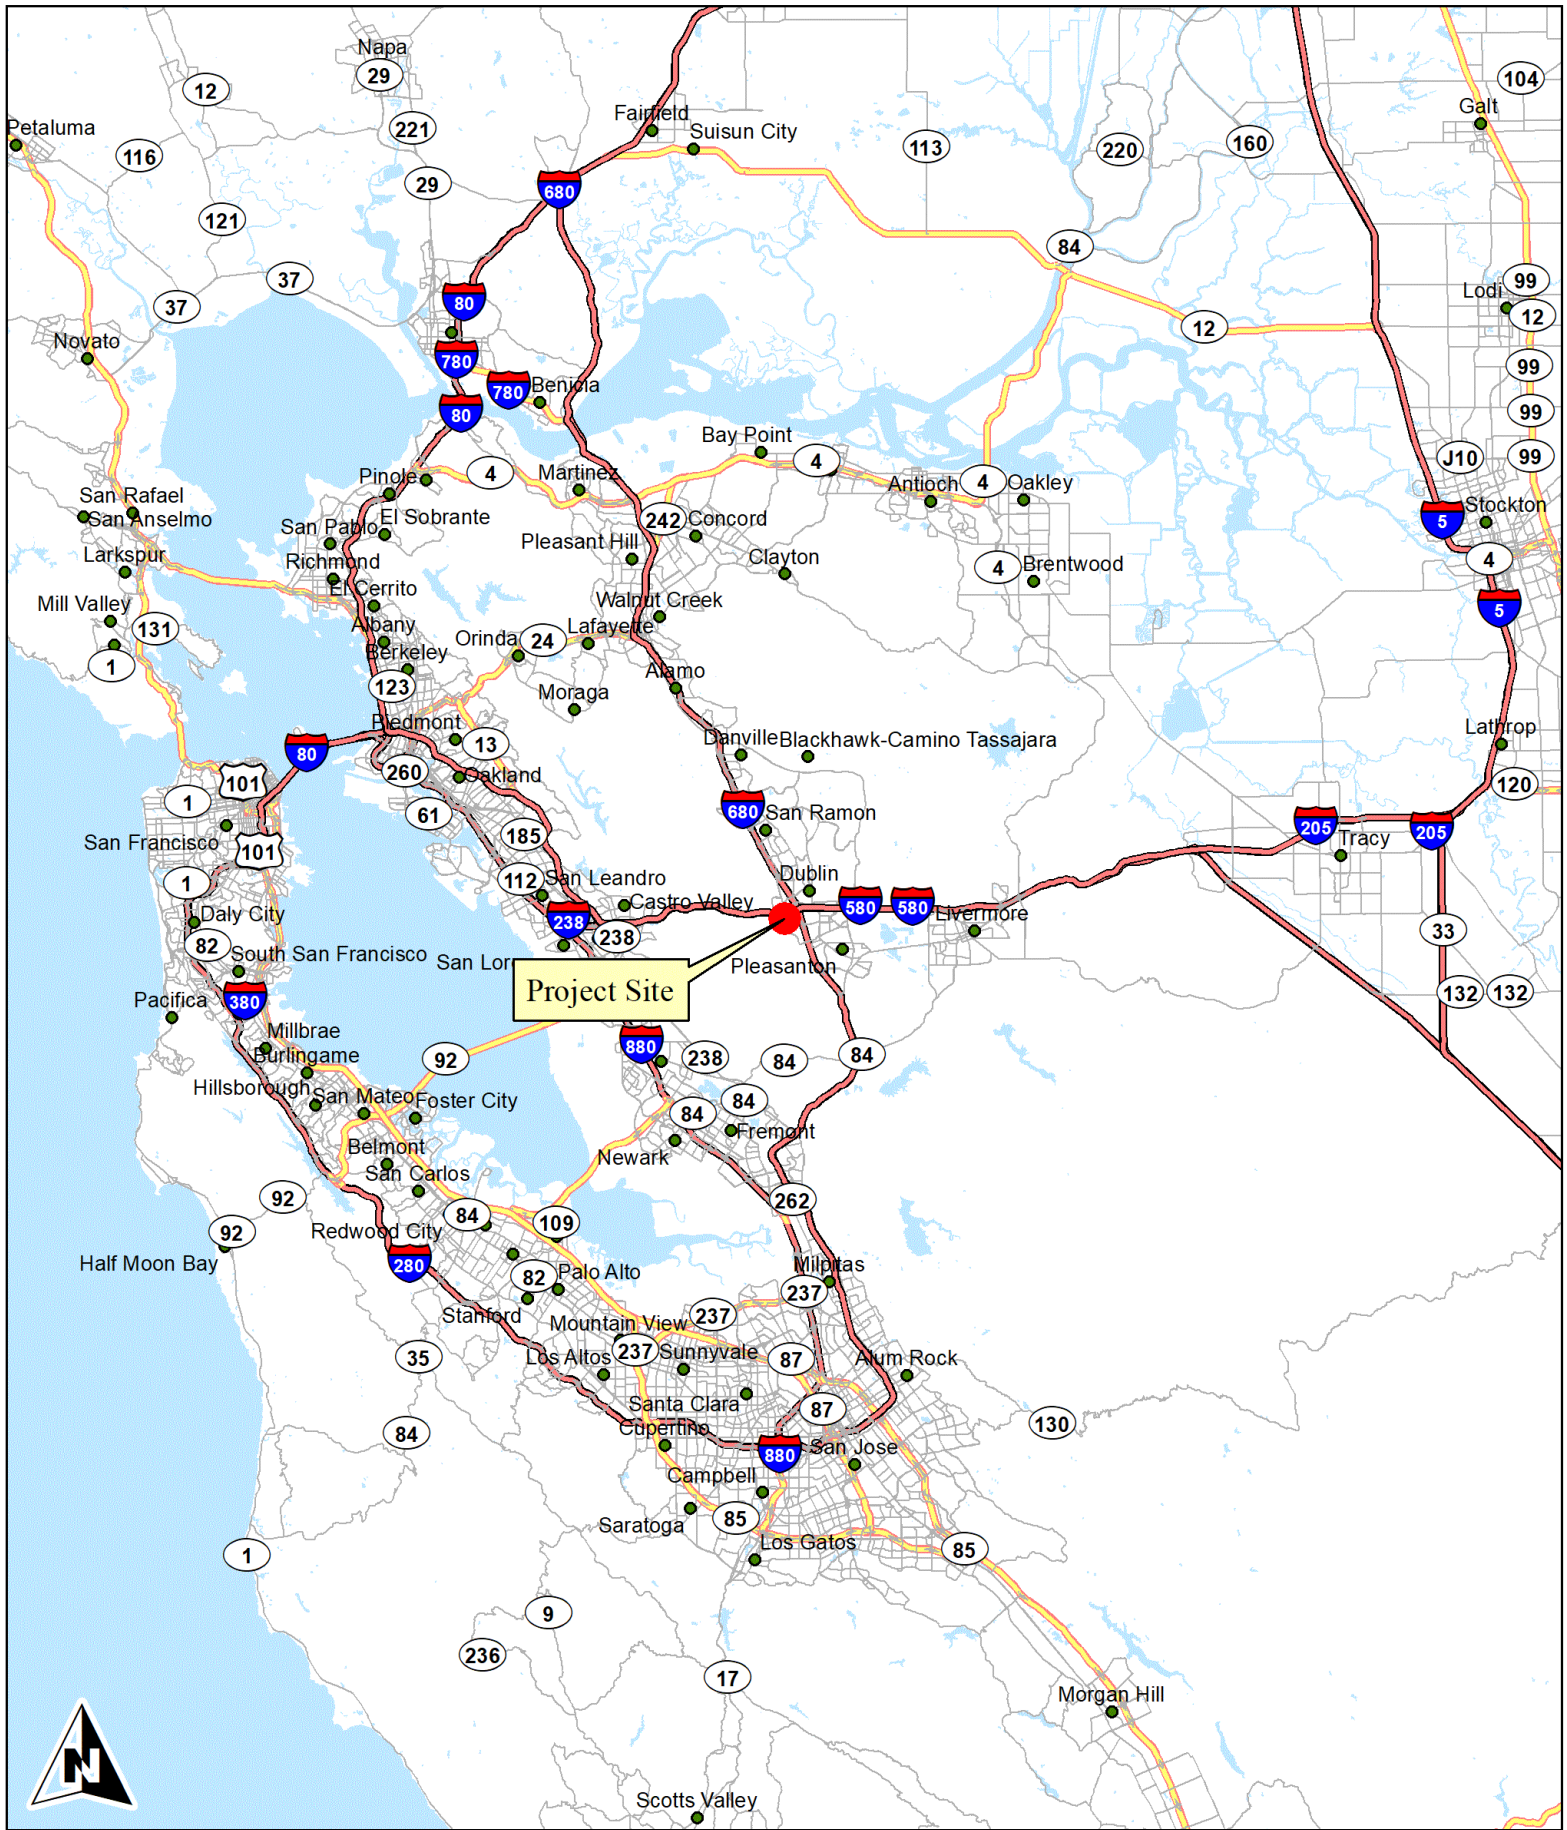 Napa
29
12
104
Galt
Fairfield
Petaluma
221
Suisun City
116
113
220
160
29
680
121
84
37
99
80
Lodi
37
12
12
Novato
780
99
780
Benicia
80
99
Bay Point
4
J10
99
Pinole
4
Martinez
Antioch
4
Oakley
San Rafael
San Anselmo
San Pablo
El Sobrante
242
Concord
5
Stockton
Larkspur
Richmond
Pleasant Hill
Clayton
4
Brentwood
4
El Cerrito
Mill Valley
Walnut Creek
5
131
Albany
Orinda
24
Lafayette
1
Berkeley
123
Alamo
Moraga
Piedmont
13
Danville
Blackhawk-Camino Tassajara
Lathrop
80
101
260
Oakland
120
1
61
680
San Ramon
205
205
San Francisco
101
185
Tracy
1
112
San Leandro
Dublin
Daly City
238
238
Castro Valley
580
580
Livermore
33
82
South San Francisco
San Lor
Pleasanton
Project Site
132
132
Pacifica
380
Millbrae
880
Burlingame
92
238
84
84
Hillsborough
San Mateo
Foster City
84
84
Fremont
Belmont
Newark
San Carlos
92
262
92
Redwood City
84
109
Half Moon Bay
280
82
Palo Alto
Milpitas
237
Stanford
237
Mountain View
35
Los Altos
237
Sunnyvale
87
Alum Rock
Santa Clara
87
84
Cupertino
130
880
San Jose
Campbell
Saratoga
85
Los Gatos
85
1
9
236
17
Morgan Hill
N
Scotts Valley